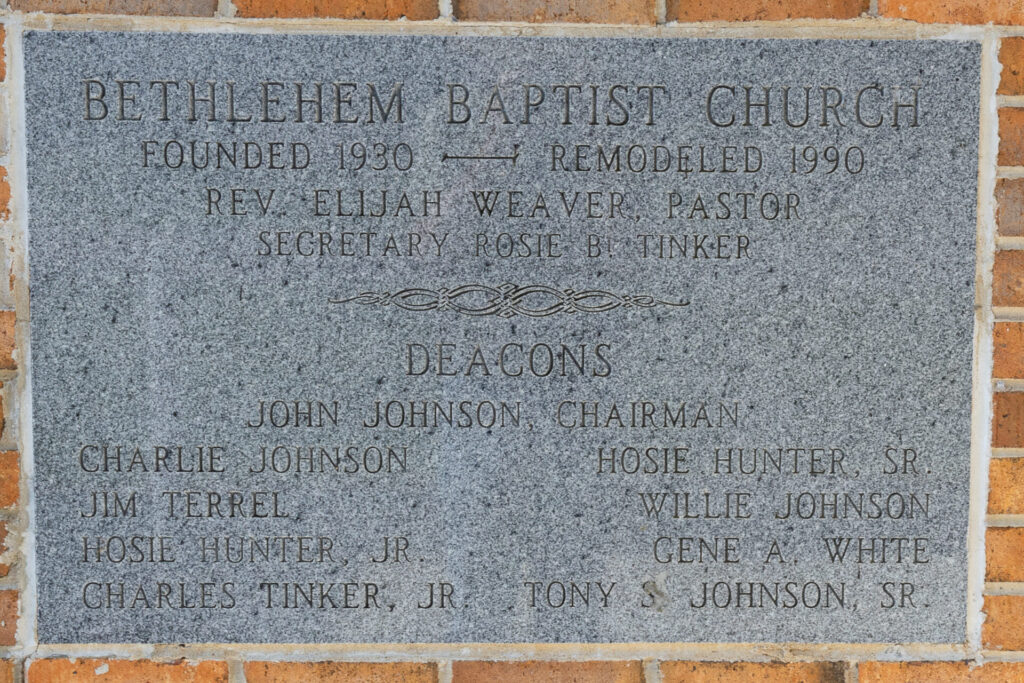 BETHLEHEM BAPTIST CHURCH
FOUNDED 1930 — REMODELED 1990
REV. ELIJAH WEAVER, PASTOR
SECRETARY ROSIE B. TINKER
DEACONS
JOHN JOHNSON, CHAIRMAN
CHARLIE JOHNSON HOSIE HUNTER, SR.
JIM TERREL WILLIE JOHNSON
HOSIE HUNTER, JR. GENE A. WHITE
CHARLES TINKER, JR. TONY S. JOHNSON, SR.